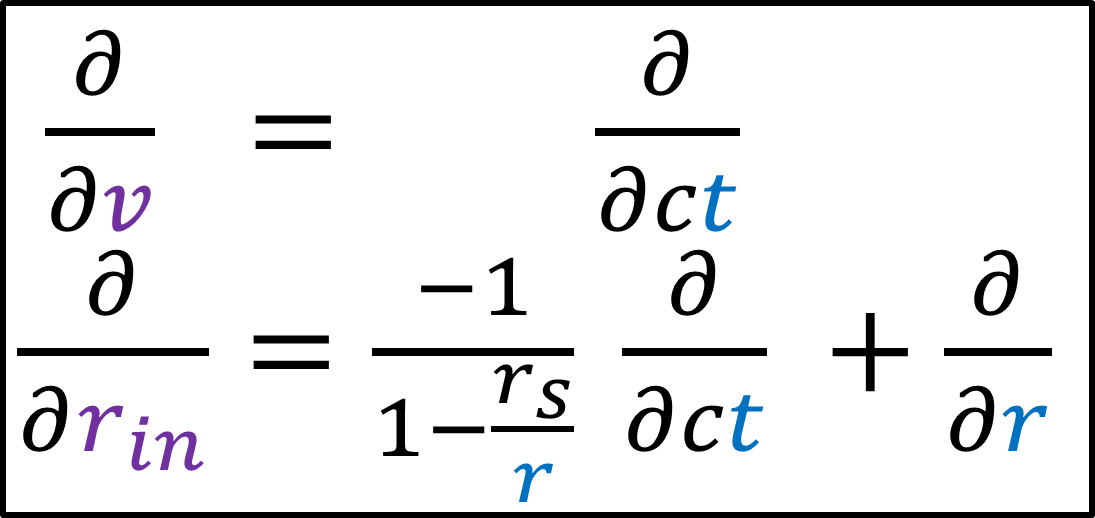 ∂/∂v = ∂/∂ct
∂/∂r_in = -1/(1-r_s/r) ∂/∂ct + ∂/∂r